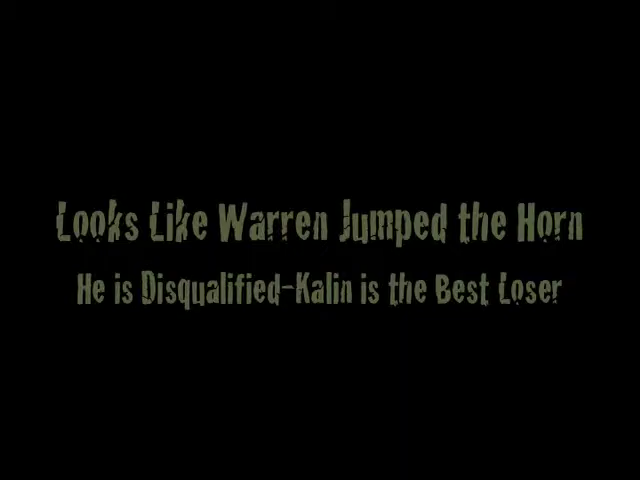 Looks Like Warren Jumped the Horn
He is Disqualified-Kalin is the Best Loser